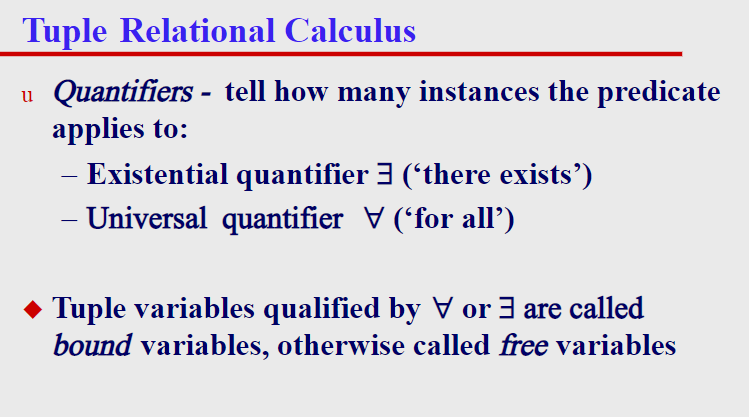 Tuple Relational Calculus
u Quantifiers - tell how many instances the predicate
applies to:
– Existential quantifier ∃ (‘there exists’)
– Universal quantifier ∀ (‘for all’)
◆ Tuple variables qualified by ∀ or ∃ are called
bound variables, otherwise called free variables